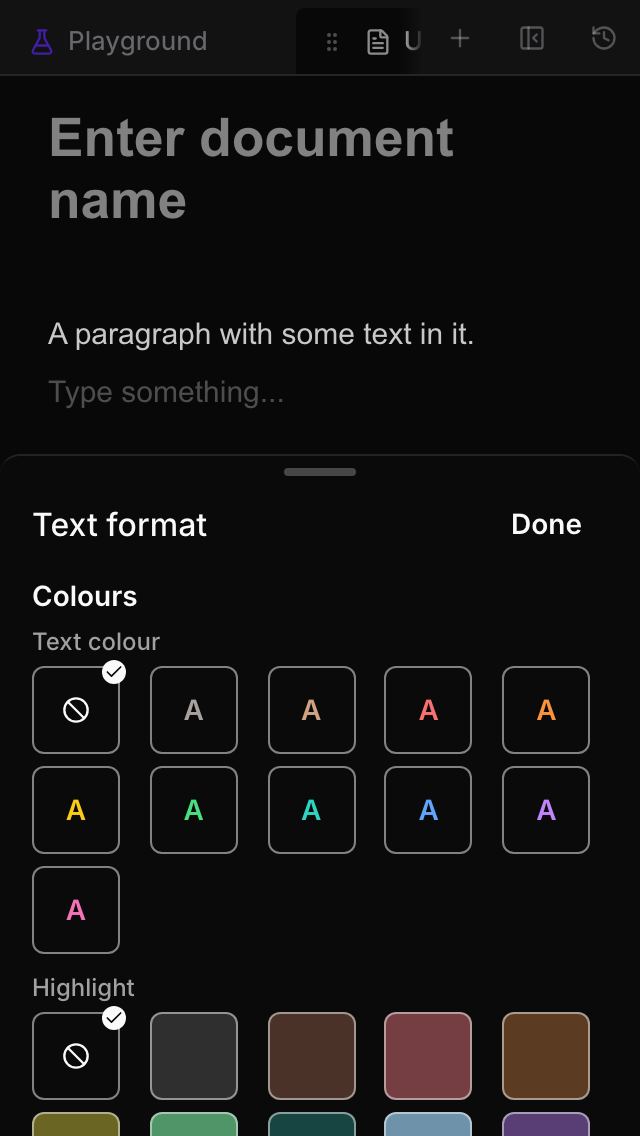 Playground
U
Enter document
name
A paragraph with some text in it.
Type something...
Text format
Done
Colours
Text colour
A A A A
A A A A A
A
Highlight